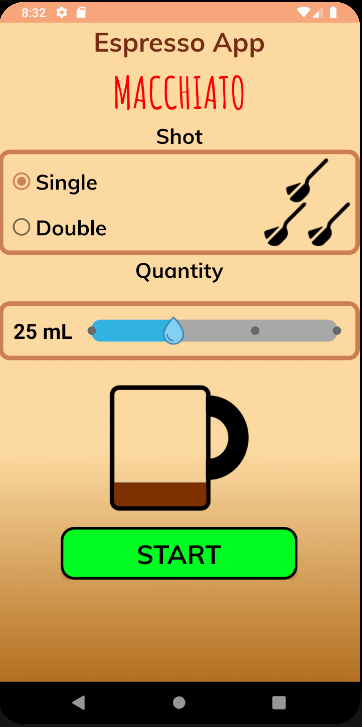 8:32
Espresso App
MACCHIATO
Shot
Single
Double
Quantity
25 mL
START